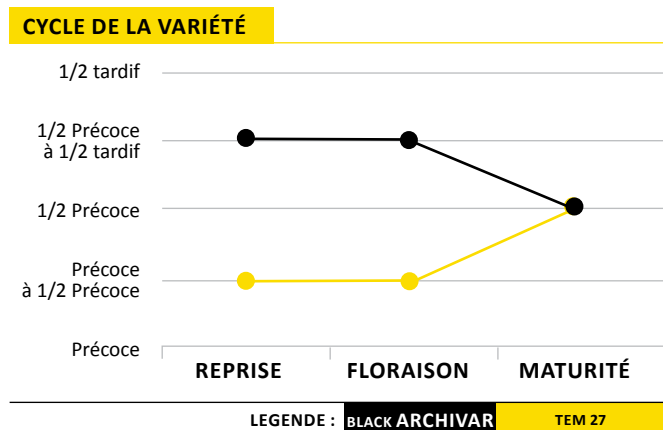 CYCLE DE LA VARIÉTÉ
1/2 tardif
1/2 Précoce
à 1/2 tardif
1/2 Précoce
Précoce
à 1/2 Précoce
Précoce
REPRISE FLORAISON MATURITÉ
LEGENDE : BLACK ARCHIVAR TEM 27